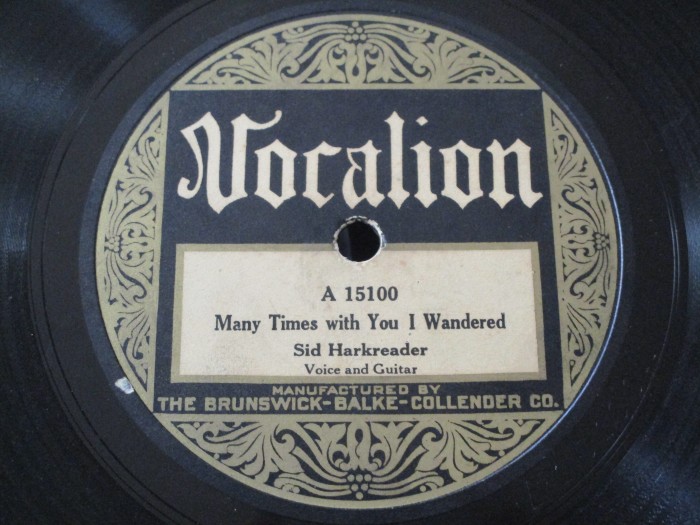 Vocalion
A 15100
Many Times with You I Wandered
Sid Harkreader
Voice and Guitar
MANUFACTURED BY
THE BRUNSWICK-BALKE-COLLENDER CO.